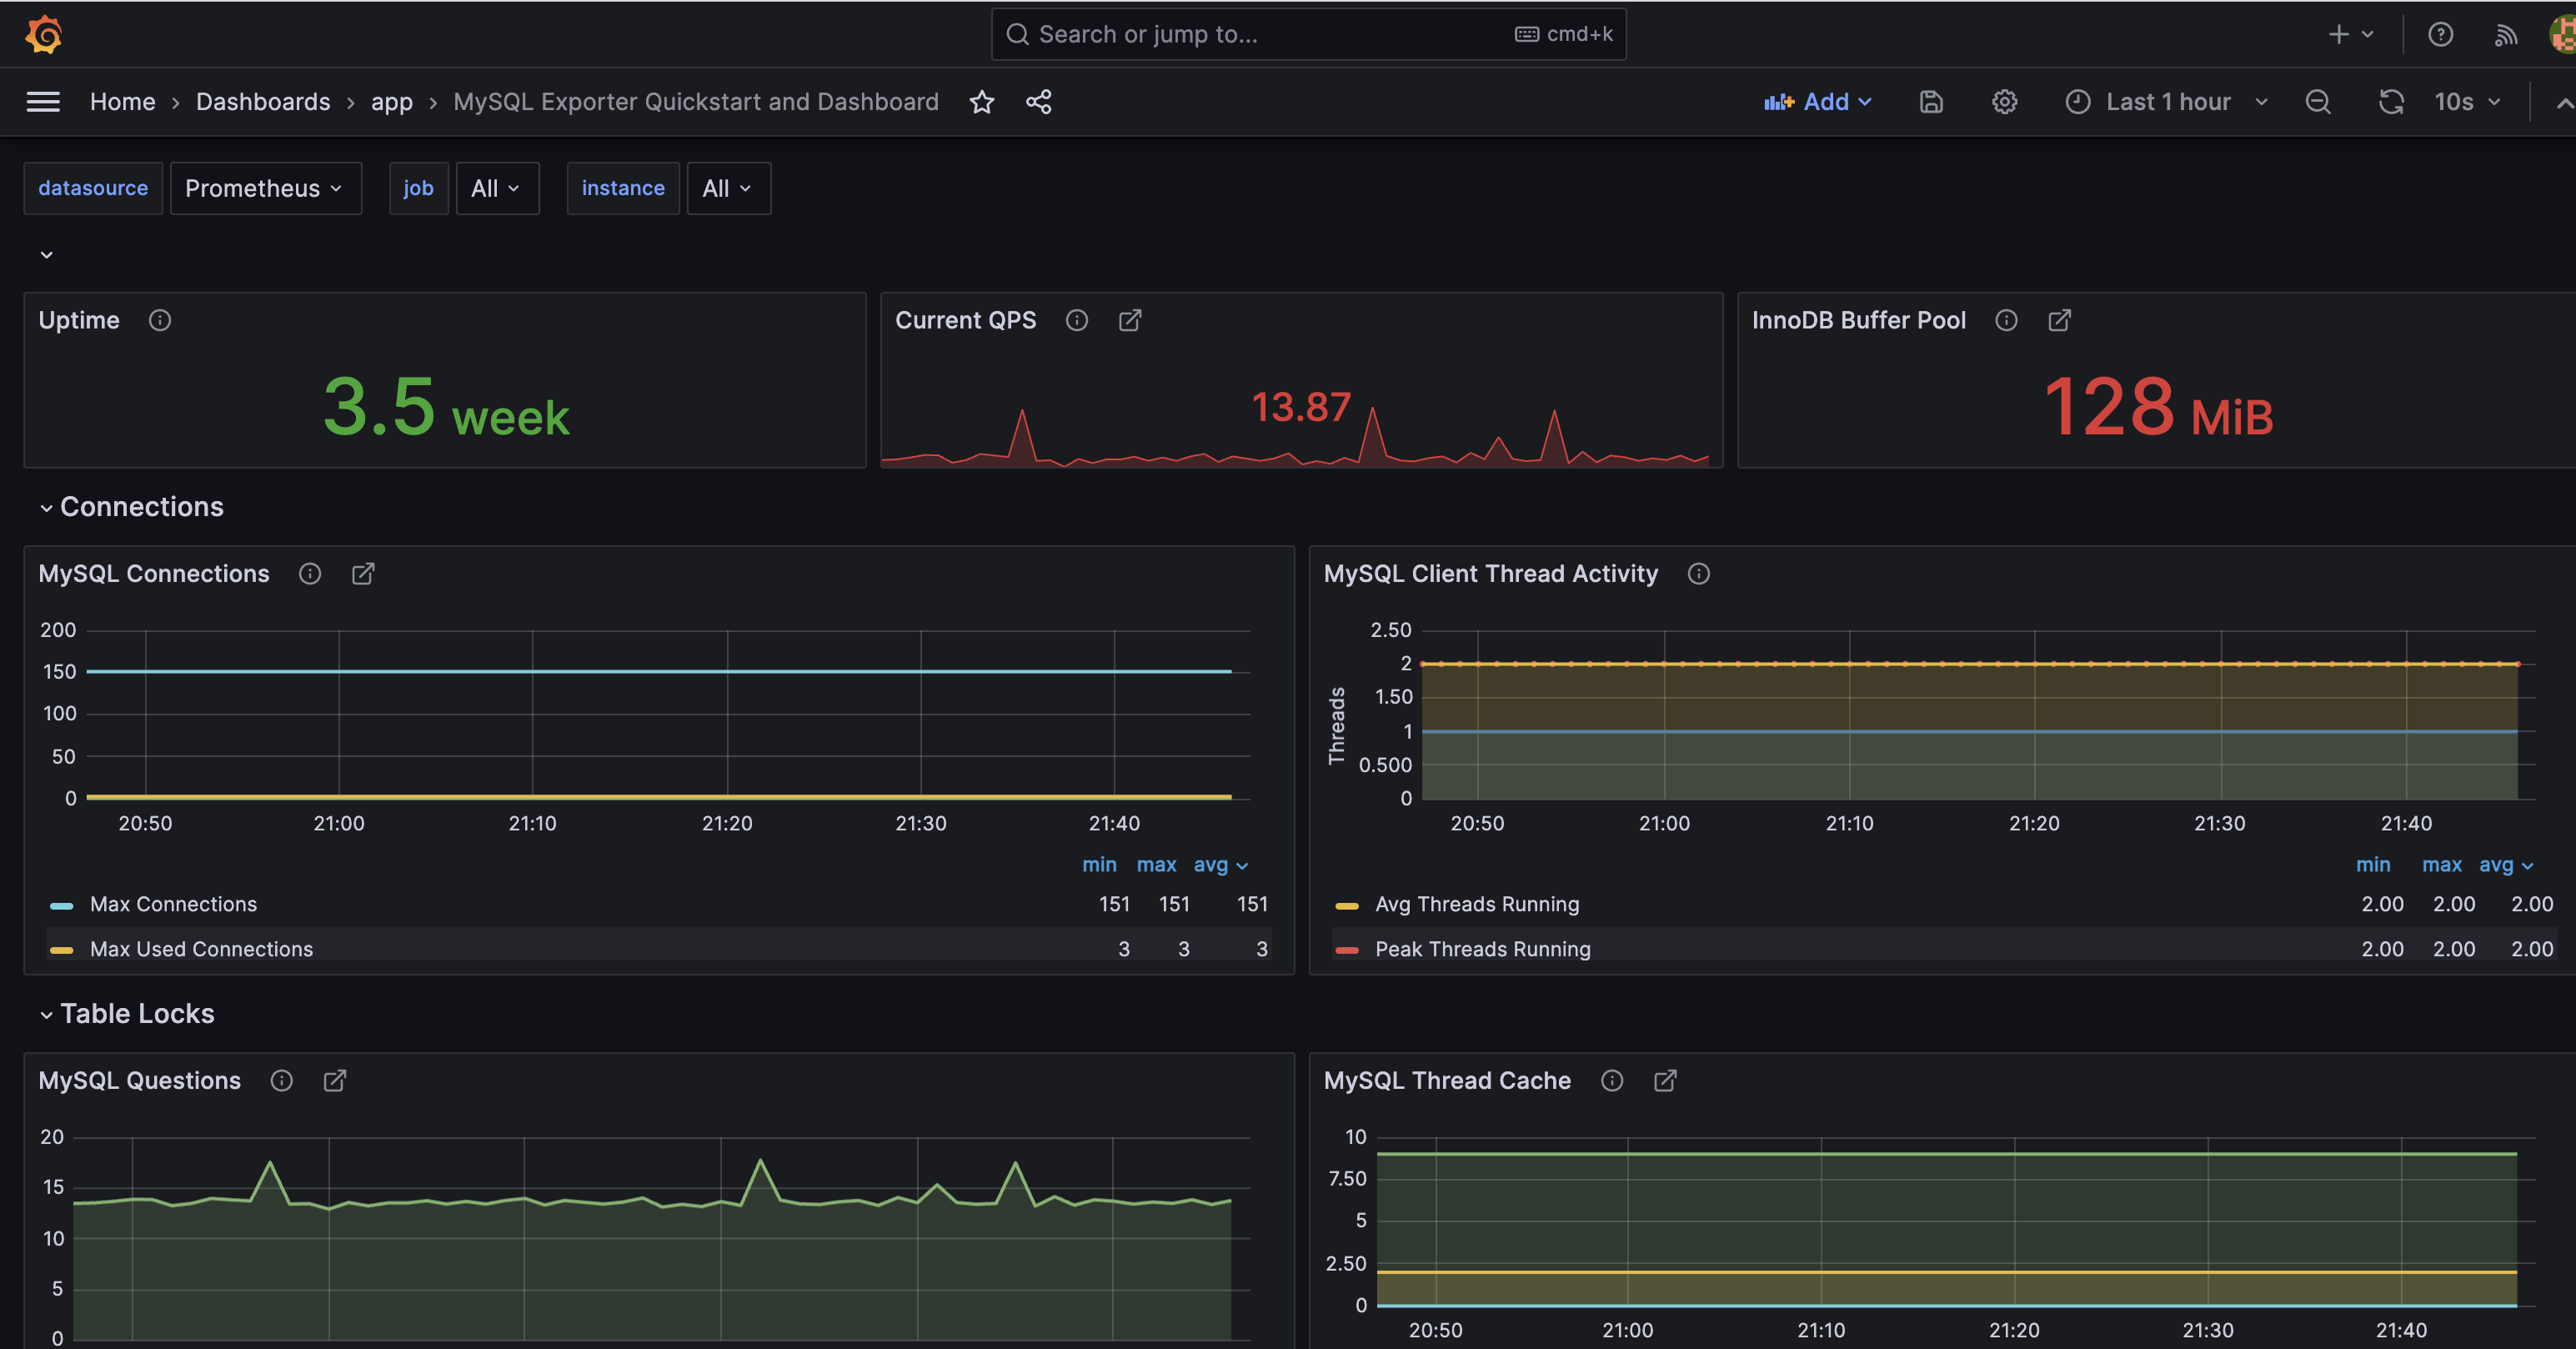 Search or jump to... cmd+k
Home › Dashboards › app › MySQL Exporter Quickstart and Dashboard Add Last 1 hour 10s
datasource Prometheus job All instance All
Uptime
3.5 week
Current QPS
13.87
InnoDB Buffer Pool
128 MiB
Connections
MySQL Connections
200
150
100
50
0
20:50 21:00 21:10 21:20 21:30 21:40
min max avg
Max Connections 151 151 151
Max Used Connections 3 3 3
MySQL Client Thread Activity
Threads
2.50
2
1.50
1
0.500
0
20:50 21:00 21:10 21:20 21:30 21:40
min max avg
Avg Threads Running 2.00 2.00 2.00
Peak Threads Running 2.00 2.00 2.00
Table Locks
MySQL Questions
20
15
10
5
0
MySQL Thread Cache
10
7.50
5
2.50
0
20:50 21:00 21:10 21:20 21:30 21:40